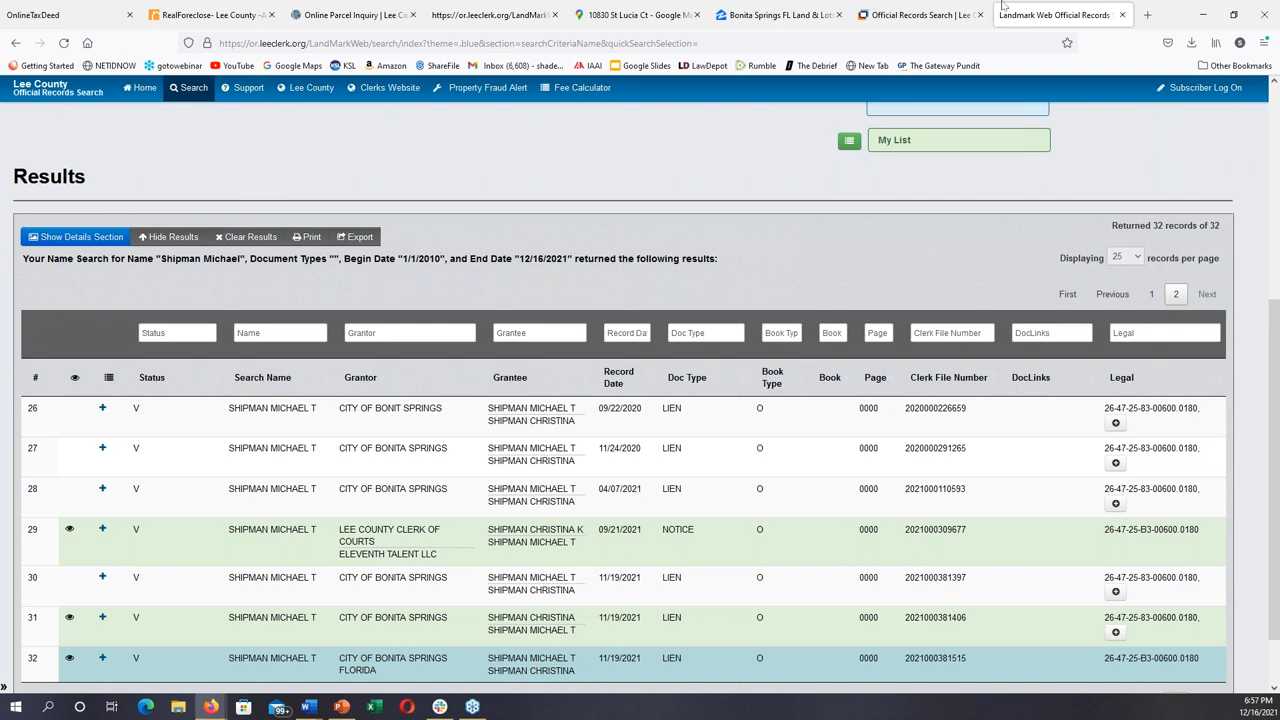 OnlineTaxDeed
RealForeclose- Lee County - A
Online Parcel Inquiry | Lee Co
https://or.leeclerk.org/LandMark
10830 St Lucia Ct - Google Ma
Bonita Springs FL Land & Lot
Official Records Search | Lee C
Landmark Web Official Records
https://or.leeclerk.org/LandMarkWeb/search/index?theme=.blue&section=searchCriteriaName&quickSearchSelection=
Getting Started
NETIDNOW
gotowebinar
YouTube
Google Maps
KSL
Amazon
ShareFile
Inbox (6,608) - shade...
IAAI
Google Slides
LD LawDepot
Rumble
The Debrief
New Tab
GP The Gateway Pundit
Other Bookmarks
Lee County
Official Records Search
Home
Search
Support
Lee County
Clerks Website
Property Fraud Alert
Fee Calculator
Subscriber Log On
My List
Results
Returned 32 records of 32
Show Details Section
Hide Results
Clear Results
Print
Export
Your Name Search for Name "Shipman Michael", Document Types "", Begin Date "1/1/2010", and End Date "12/16/2021" returned the following results:
Displaying 25 records per page
First Previous 1 2 Next
Status Name Grantor Grantee Record Da Doc Type Book Typ Book Page Clerk File Number DocLinks Legal
# Status Search Name Grantor Grantee Record Date Doc Type Book Type Book Page Clerk File Number DocLinks Legal
26 V SHIPMAN MICHAEL T CITY OF BONIT SPRINGS SHIPMAN MICHAEL T 09/22/2020 LIEN O 0000 2020000226659 26-47-25-83-00600.0180,
SHIPMAN CHRISTINA
27 V SHIPMAN MICHAEL T CITY OF BONITA SPRINGS SHIPMAN MICHAEL T 11/24/2020 LIEN O 0000 2020000291265 26-47-25-83-00600.0180,
SHIPMAN CHRISTINA
28 V SHIPMAN MICHAEL T CITY OF BONITA SPRINGS SHIPMAN MICHAEL T 04/07/2021 LIEN O 0000 2021000110593 26-47-25-83-00600.0180,
SHIPMAN CHRISTINA
29 V SHIPMAN MICHAEL T LEE COUNTY CLERK OF SHIPMAN CHRISTINA K 09/21/2021 NOTICE O 0000 2021000309677 26-47-25-B3-00600.0180
COURTS SHIPMAN MICHAEL T
ELEVENTH TALENT LLC
30 V SHIPMAN MICHAEL T CITY OF BONITA SPRINGS SHIPMAN MICHAEL T 11/19/2021 LIEN O 0000 2021000381397 26-47-25-83-00600.0180,
SHIPMAN CHRISTINA
31 V SHIPMAN MICHAEL T CITY OF BONITA SPRINGS SHIPMAN CHRISTINA 11/19/2021 LIEN O 0000 2021000381406 26-47-25-83-00600.0180,
SHIPMAN MICHAEL T
32 V SHIPMAN MICHAEL T CITY OF BONITA SPRINGS SHIPMAN MICHAEL T 11/19/2021 LIEN O 0000 2021000381515 26-47-25-B3-00600.0180
FLORIDA SHIPMAN CHRISTINA
99+
6:57 PM
12/16/2021